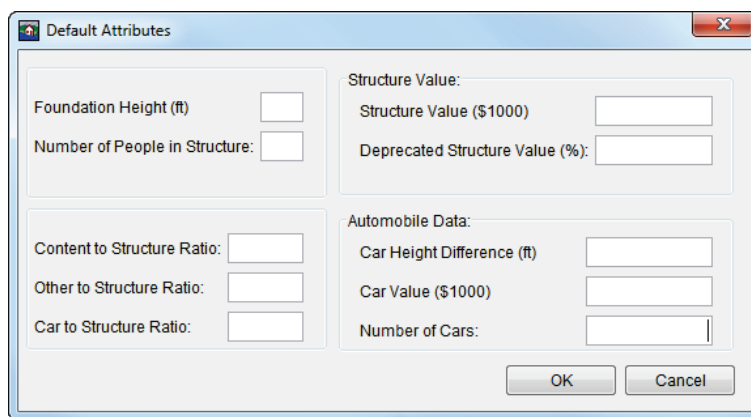 Default Attributes
Foundation Height (ft)
Number of People in Structure:
Structure Value:
Structure Value ($1000)
Deprecated Structure Value (%):
Content to Structure Ratio:
Other to Structure Ratio:
Car to Structure Ratio:
Automobile Data:
Car Height Difference (ft)
Car Value ($1000)
Number of Cars:
OK
Cancel